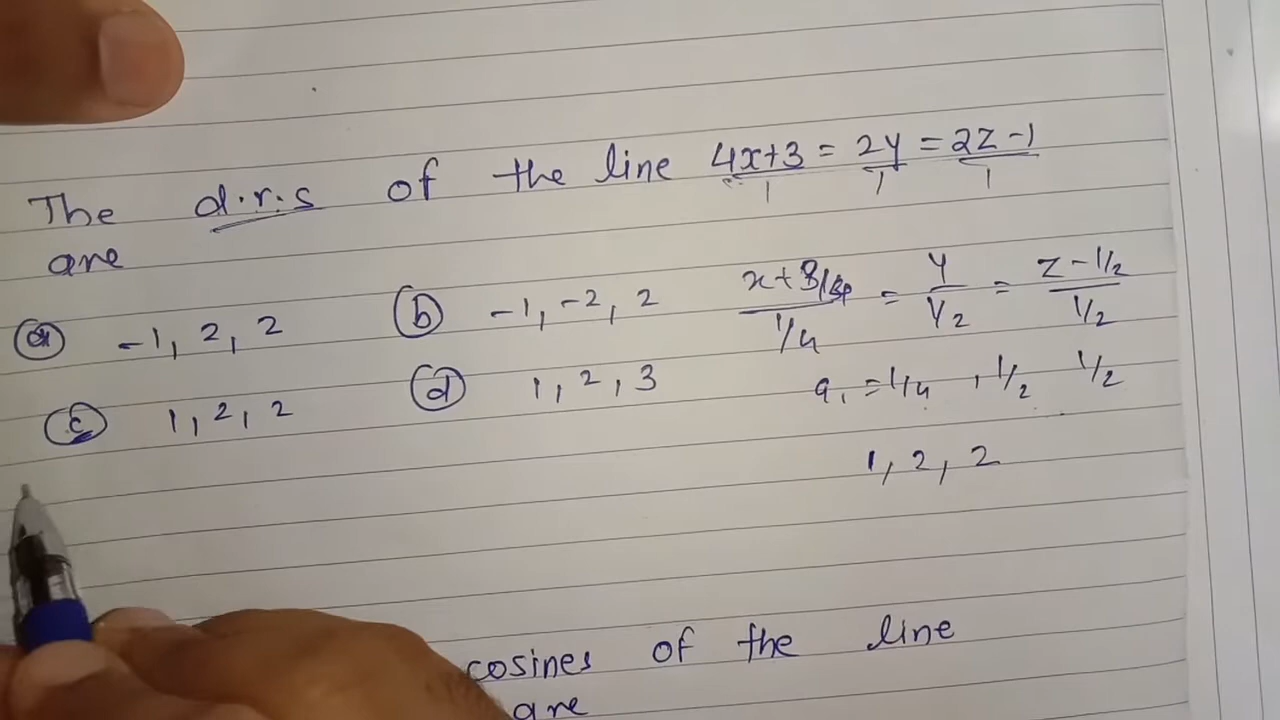 The d.r.s of the line 4x+3 = 2y = 2z-1
1 1 1
are
x+3/4 = y = z-1/2
1/4 1/2 1/2
(a) -1, 2, 2 (b) -1, -2, 2
(c) 1, 2, 2 (d) 1, 2, 3
a, = 1/4 , 1/2 1/2
1, 2, 2
cosines of the line
are